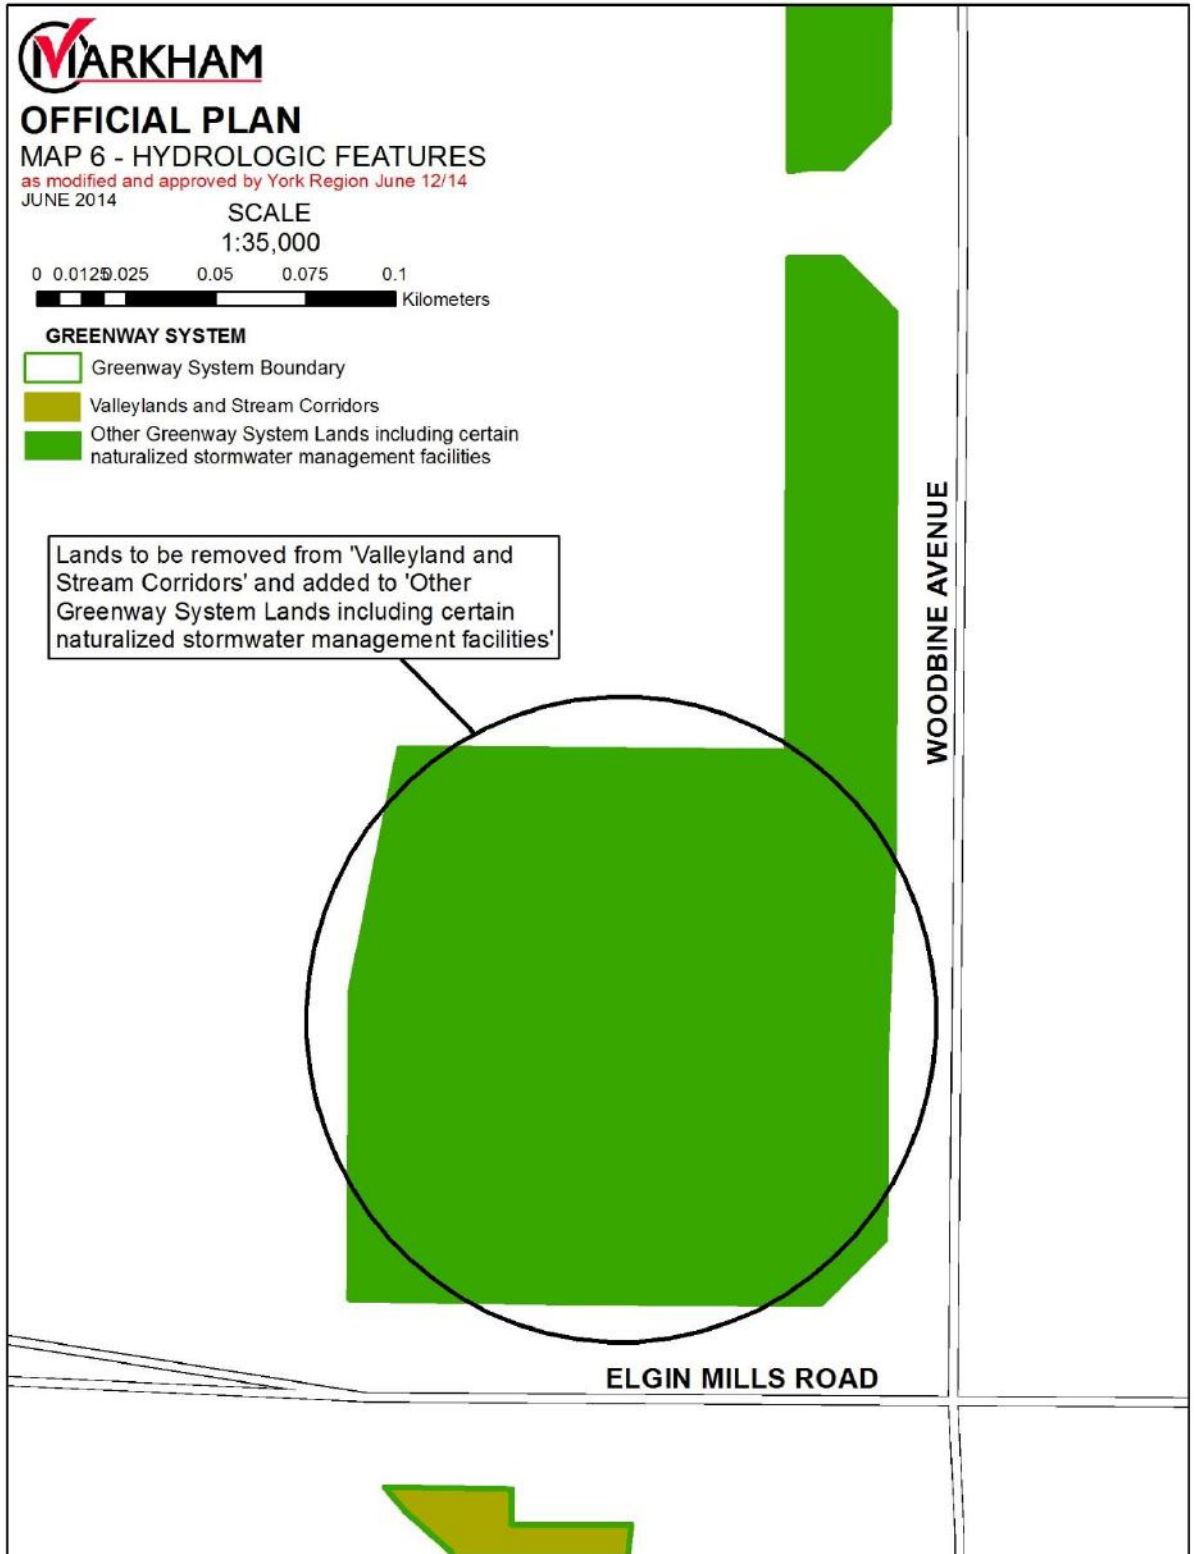 MARKHAM
OFFICIAL PLAN
MAP 6 - HYDROLOGIC FEATURES
as modified and approved by York Region June 12/14
JUNE 2014
SCALE
1:35,000
0 0.0125 0.025 0.05 0.075 0.1
Kilometers
GREENWAY SYSTEM
Greenway System Boundary
Valleylands and Stream Corridors
Other Greenway System Lands including certain
naturalized stormwater management facilities
Lands to be removed from 'Valleyland and
Stream Corridors' and added to 'Other
Greenway System Lands including certain
naturalized stormwater management facilities'
WOODBINE AVENUE
ELGIN MILLS ROAD